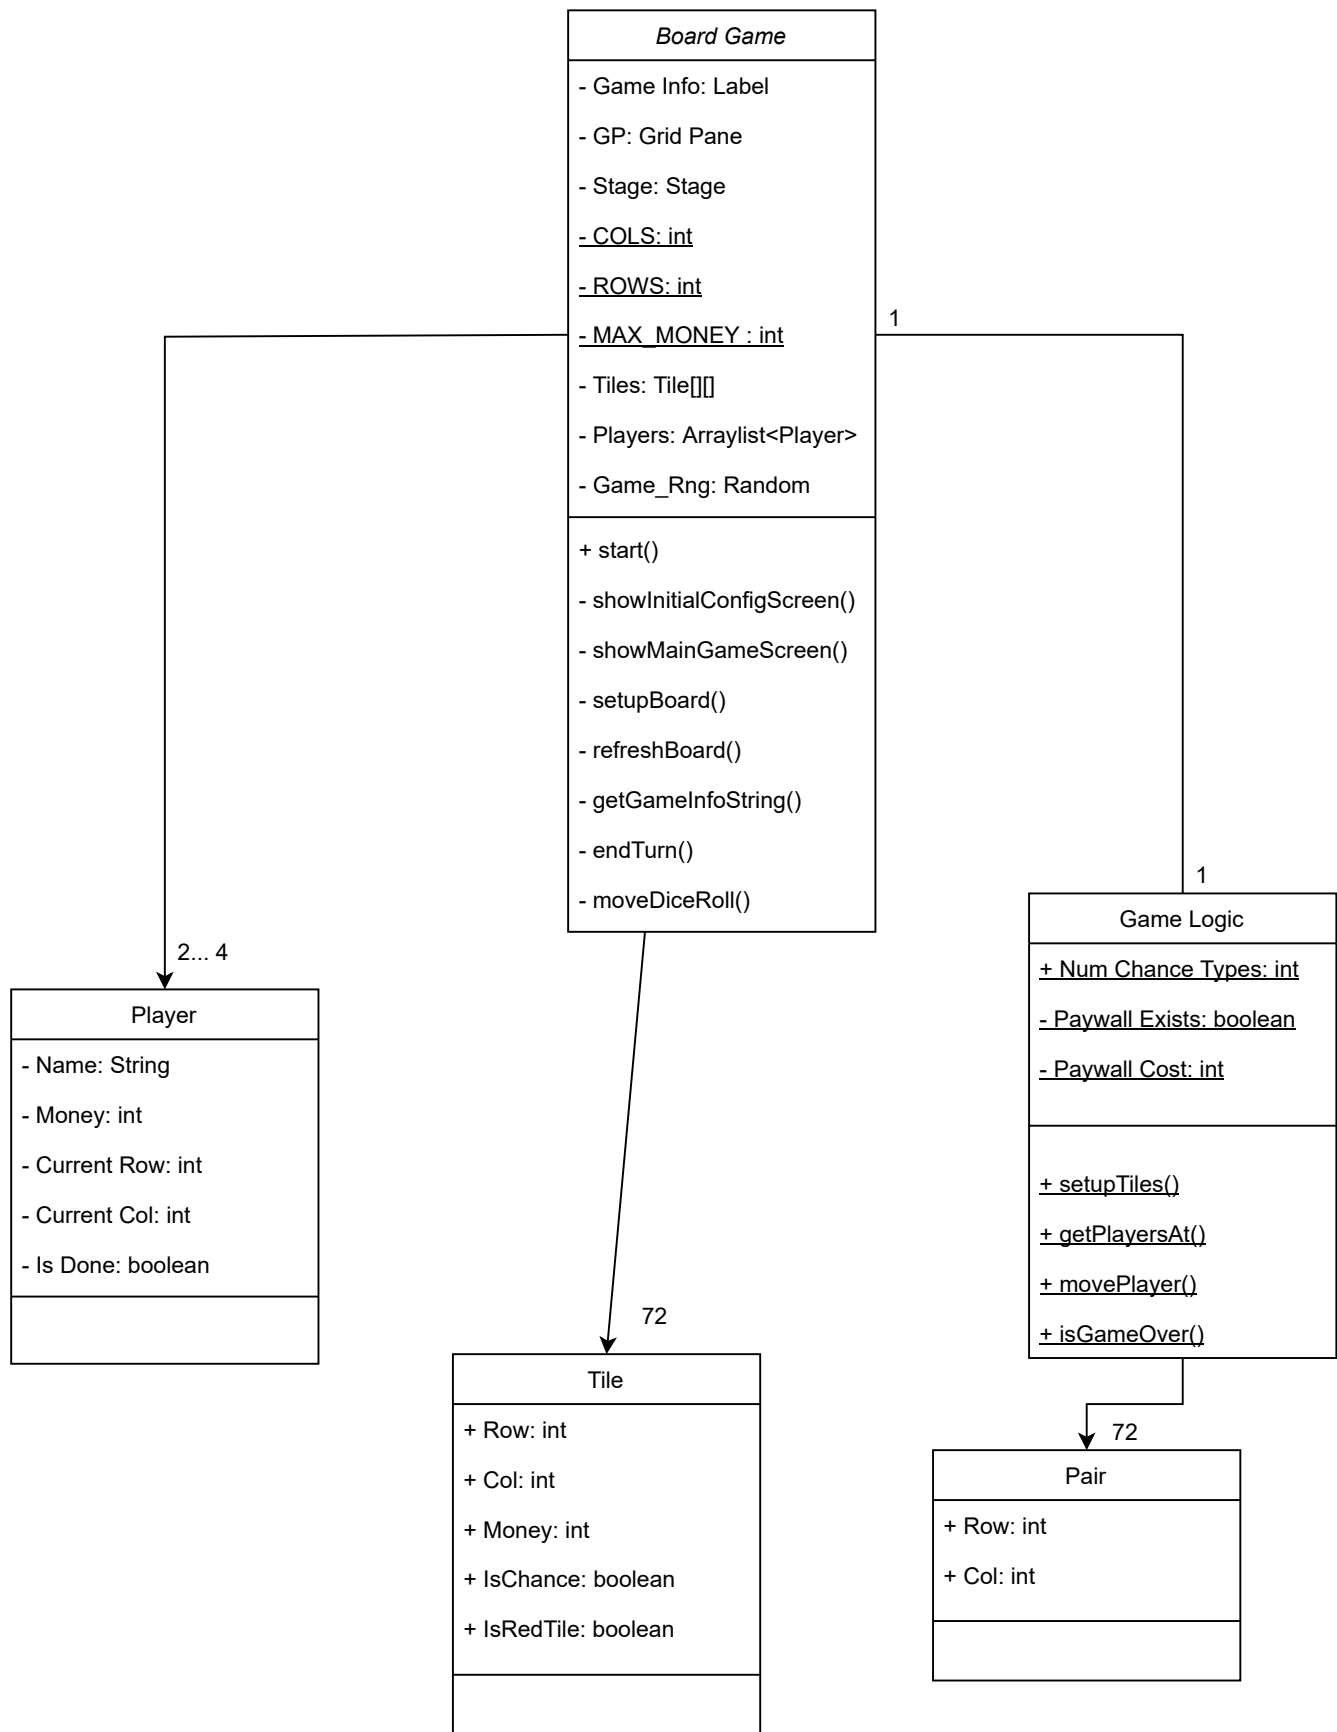 Board Game
- Game Info: Label
- GP: Grid Pane
- Stage: Stage
- COLS: int
- ROWS: int
- MAX_MONEY : int
- Tiles: Tile[][]
- Players: Arraylist<Player>
- Game_Rng: Random
+ start()
- showInitialConfigScreen()
- showMainGameScreen()
- setupBoard()
- refreshBoard()
- getGameInfoString()
- endTurn()
- moveDiceRoll()
1
1
2... 4
Player
- Name: String
- Money: int
- Current Row: int
- Current Col: int
- Is Done: boolean
72
Tile
+ Row: int
+ Col: int
+ Money: int
+ IsChance: boolean
+ IsRedTile: boolean
Game Logic
+ Num Chance Types: int
- Paywall Exists: boolean
- Paywall Cost: int
+ setupTiles()
+ getPlayersAt()
+ movePlayer()
+ isGameOver()
72
Pair
+ Row: int
+ Col: int